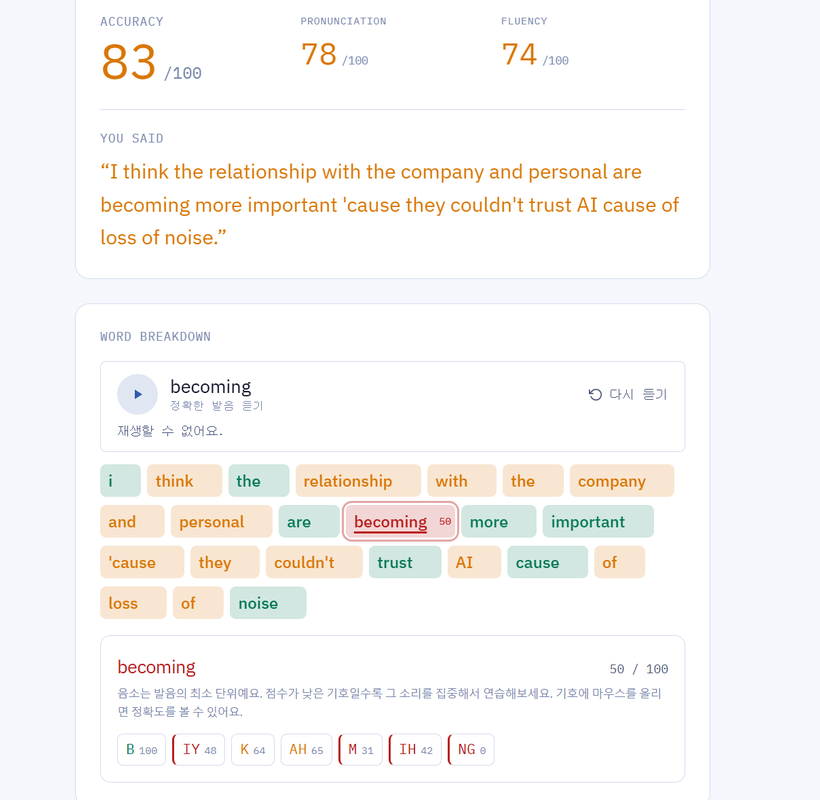 ACCURACY PRONUNCIATION FLUENCY
83 /100 78 /100 74 /100
YOU SAID
“I think the relationship with the company and personal are
becoming more important 'cause they couldn't trust AI cause of
loss of noise.”
WORD BREAKDOWN
becoming
정확한 발음 듣기
다시 듣기
재생할 수 없어요.
i think the relationship with the company
and personal are becoming 50 more important
'cause they couldn't trust AI cause of
loss of noise
becoming 50 / 100
음소는 발음의 최소 단위예요. 점수가 낮은 기호일수록 그 소리를 집중해서 연습해보세요. 기호에 마우스를 올리
면 정확도를 볼 수 있어요.
B 100 IY 48 K 64 AH 65 M 31 IH 42 NG 0